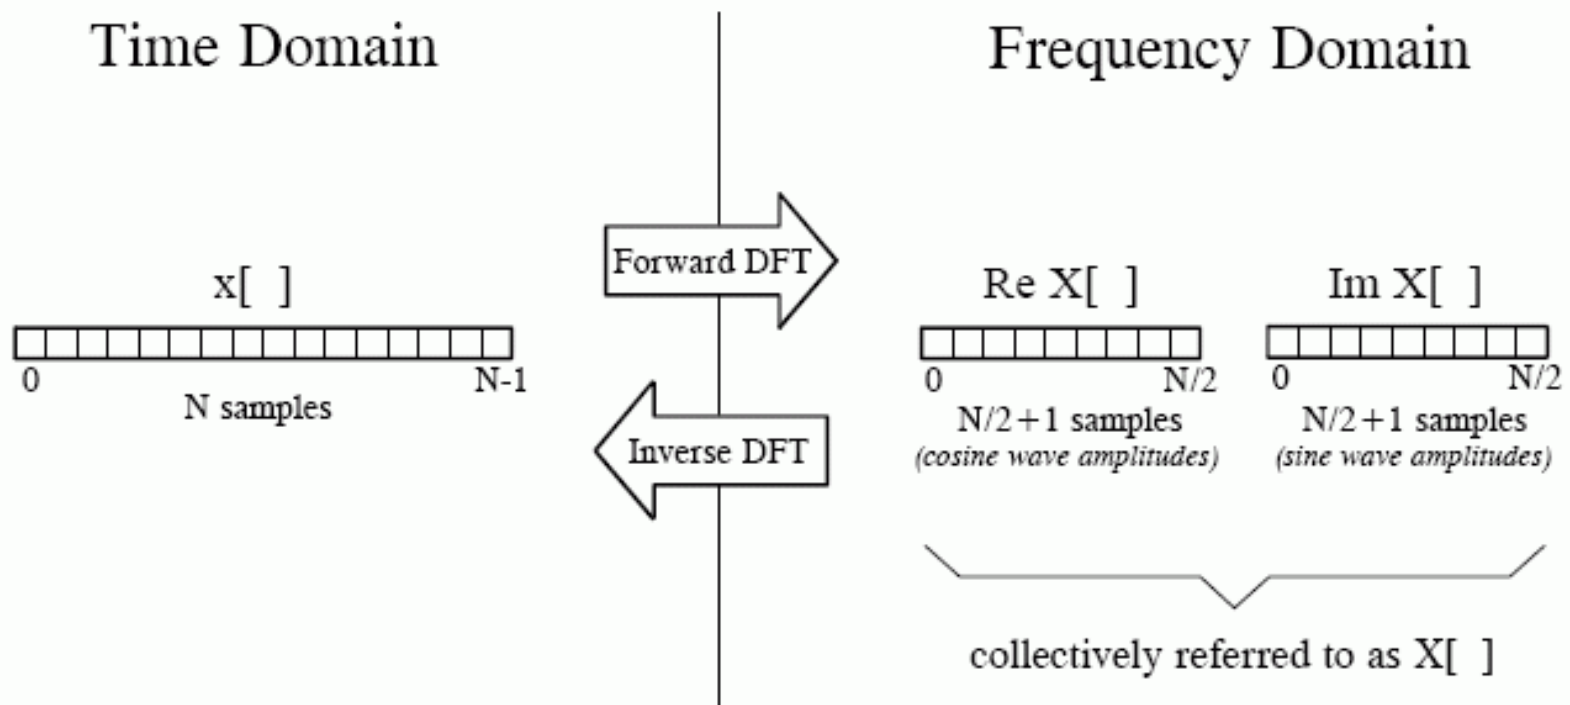 Time Domain
Frequency Domain
Forward DFT
x[ ]
0
N-1
N samples
Inverse DFT
Re X[ ]
0
N/2
N/2+1 samples
(cosine wave amplitudes)
Im X[ ]
0
N/2
N/2+1 samples
(sine wave amplitudes)
collectively referred to as X[ ]